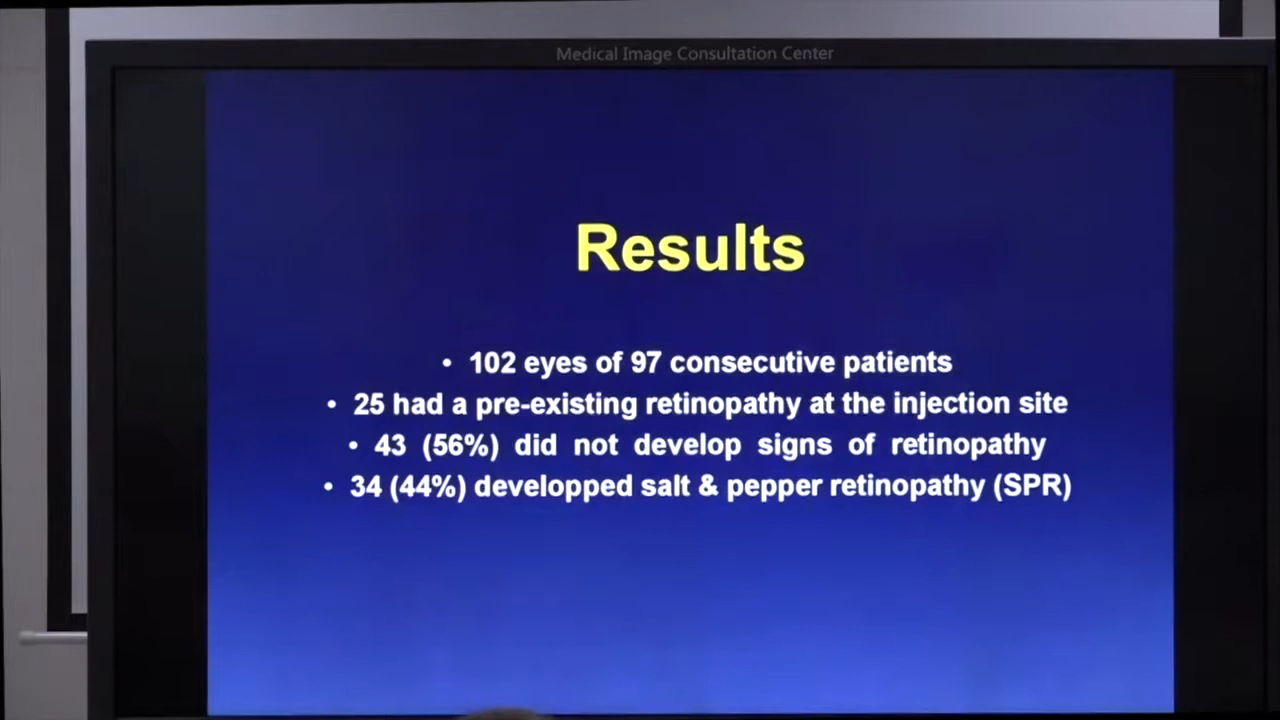 Medical Image Consultation Center
Results
• 102 eyes of 97 consecutive patients
• 25 had a pre-existing retinopathy at the injection site
• 43 (56%) did not develop signs of retinopathy
• 34 (44%) developped salt & pepper retinopathy (SPR)